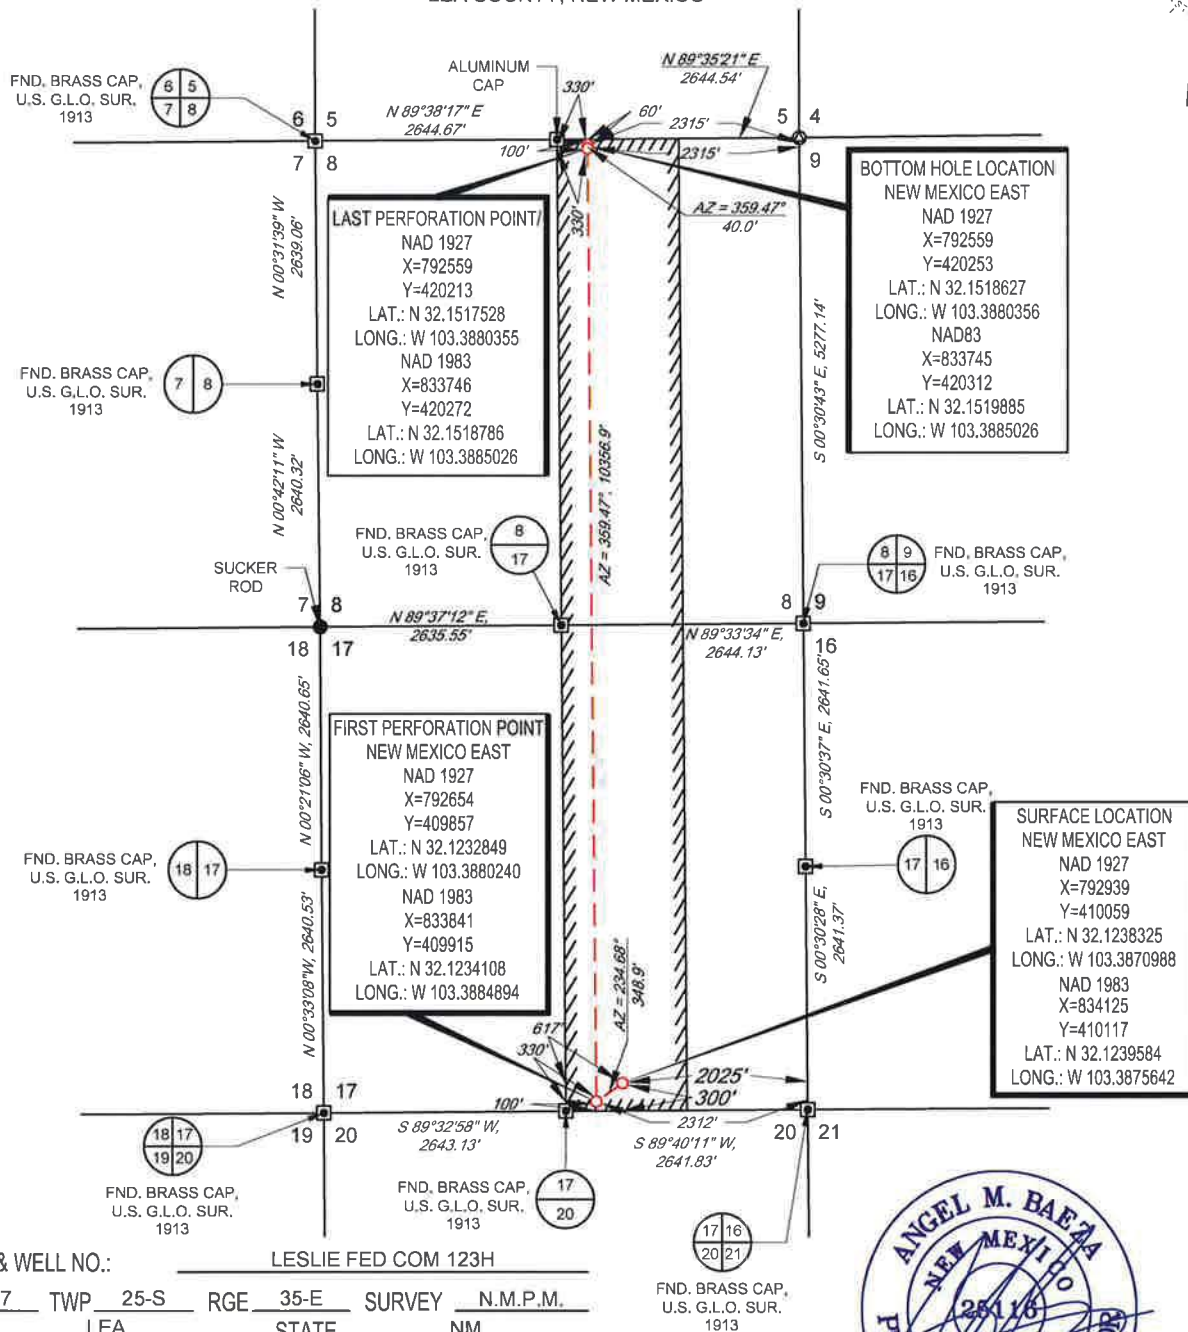 FND. BRASS CAP,
U.S. G.L.O. SUR.
1913
6 5
7 8
6 5
7 8
N 89°38'17" E
2644.67'
ALUMINUM
CAP
330'
60'
2315'
N 89°35'21" E
2644.54'
5 4
9
100'
2315'
330'
AZ = 359.47°
40.0'
LAST PERFORATION POINT/
NAD 1927
X=792559
Y=420213
LAT.: N 32.1517528
LONG.: W 103.3880355
NAD 1983
X=833746
Y=420272
LAT.: N 32.1518786
LONG.: W 103.3885026
BOTTOM HOLE LOCATION
NEW MEXICO EAST
NAD 1927
X=792559
Y=420253
LAT.: N 32.1518627
LONG.: W 103.3880356
NAD83
X=833745
Y=420312
LAT.: N 32.1519885
LONG.: W 103.3885026
N 00°31'39" W
2639.06'
FND. BRASS CAP,
U.S. G.L.O. SUR.
1913
7 8
N 00°42'11" W
2640.32'
S 00°30'43" E, 5277.14'
AZ = 359.47°, 10356.9'
FND. BRASS CAP,
U.S. G.L.O. SUR.
1913
8
17
SUCKER
ROD
7 8
18 17
N 89°37'12" E,
2635.55'
N 89°33'34" E,
2644.13'
8 9
17 16
FND. BRASS CAP,
U.S. G.L.O. SUR.
1913
8 9
16
N 00°21'06" W, 2640.65'
S 00°30'37" E, 2641.65'
FIRST PERFORATION POINT
NEW MEXICO EAST
NAD 1927
X=792654
Y=409857
LAT.: N 32.1232849
LONG.: W 103.3880240
NAD 1983
X=833841
Y=409915
LAT.: N 32.1234108
LONG.: W 103.3884894
FND. BRASS CAP,
U.S. G.L.O. SUR.
1913
18 17
FND. BRASS CAP,
U.S. G.L.O. SUR.
1913
17 16
SURFACE LOCATION
NEW MEXICO EAST
NAD 1927
X=792939
Y=410059
LAT.: N 32.1238325
LONG.: W 103.3870988
NAD 1983
X=834125
Y=410117
LAT.: N 32.1239584
LONG.: W 103.3875642
N 00°33'08" W, 2640.53'
S 00°30'28" E,
2641.37'
AZ = 234.68°
348.9'
617'
330'
2025'
300'
100'
2312'
18 17
19 20
S 89°32'58" W,
2643.13'
S 89°40'11" W,
2641.83'
20 21
18 17
19 20
FND. BRASS CAP,
U.S. G.L.O. SUR.
1913
FND. BRASS CAP,
U.S. G.L.O. SUR.
1913
17
20
17 16
20 21
FND. BRASS CAP,
U.S. G.L.O. SUR.
1913
ANGEL M. BAEZA
NEW MEXICO
25116
& WELL NO.: LESLIE FED COM 123H
7 TWP 25-S RGE 35-E SURVEY N.M.P.M.
LEA STATE NM